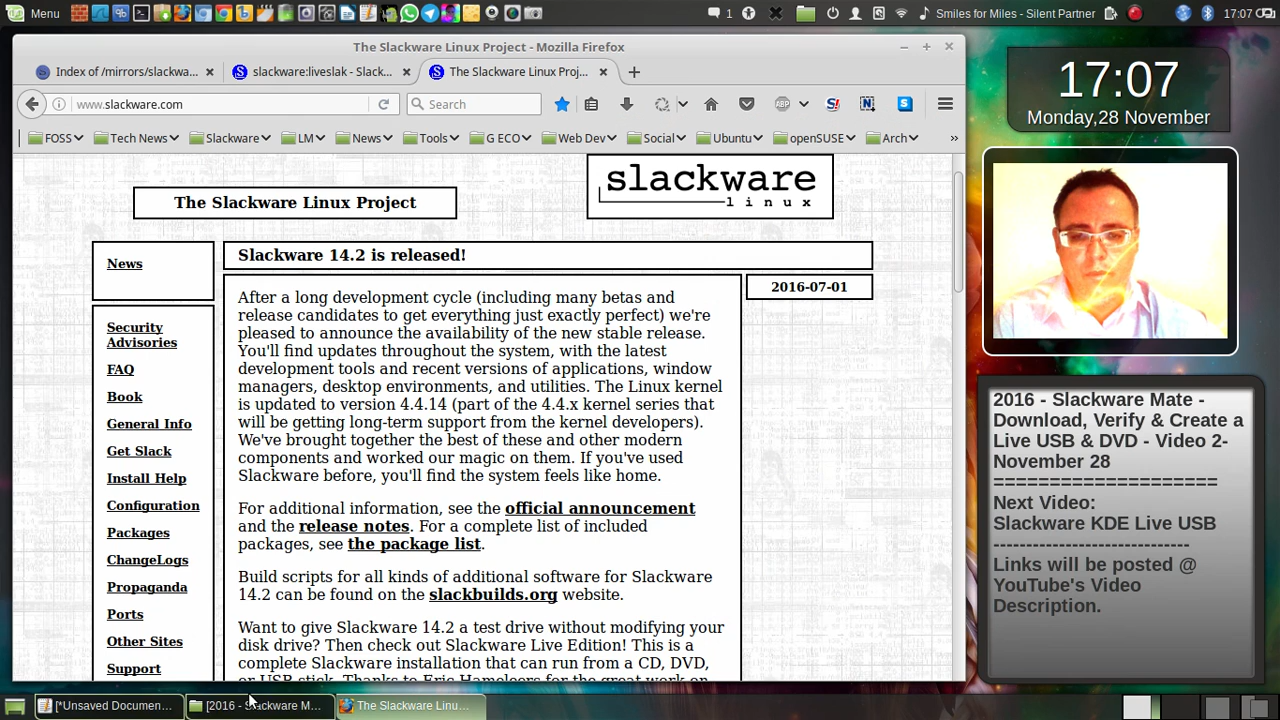 Menu
1
Smiles for Miles - Silent Partner
17:07
The Slackware Linux Project - Mozilla Firefox
Index of /mirrors/slackwa...
slackware:liveslak - Slack...
The Slackware Linux Proj...
www.slackware.com
Search
ABP
FOSS
Tech News
Slackware
LM
News
Tools
G ECO
Web Dev
Social
Ubuntu
openSUSE
Arch
»
The Slackware Linux Project
slackware
linux
News
Security
Advisories
FAQ
Book
General Info
Get Slack
Install Help
Configuration
Packages
ChangeLogs
Propaganda
Ports
Other Sites
Support
Slackware 14.2 is released!
2016-07-01
After a long development cycle (including many betas and
release candidates to get everything just exactly perfect) we're
pleased to announce the availability of the new stable release.
You'll find updates throughout the system, with the latest
development tools and recent versions of applications, window
managers, desktop environments, and utilities. The Linux kernel
is updated to version 4.4.14 (part of the 4.4.x kernel series that
will be getting long-term support from the kernel developers).
We've brought together the best of these and other modern
components and worked our magic on them. If you've used
Slackware before, you'll find the system feels like home.
For additional information, see the official announcement
and the release notes. For a complete list of included
packages, see the package list.
Build scripts for all kinds of additional software for Slackware
14.2 can be found on the slackbuilds.org website.
Want to give Slackware 14.2 a test drive without modifying your
disk drive? Then check out Slackware Live Edition! This is a
complete Slackware installation that can run from a CD, DVD,
or USB stick. Thanks to Eric Hameleers for the great work on
17:07
Monday,28 November
2016 - Slackware Mate -
Download, Verify & Create a
Live USB & DVD - Video 2-
November 28
=====================
Next Video:
Slackware KDE Live USB
------------------------------
Links will be posted @
YouTube's Video
Description.
[*Unsaved Documen...
[2016 - Slackware M...
The Slackware Linu...